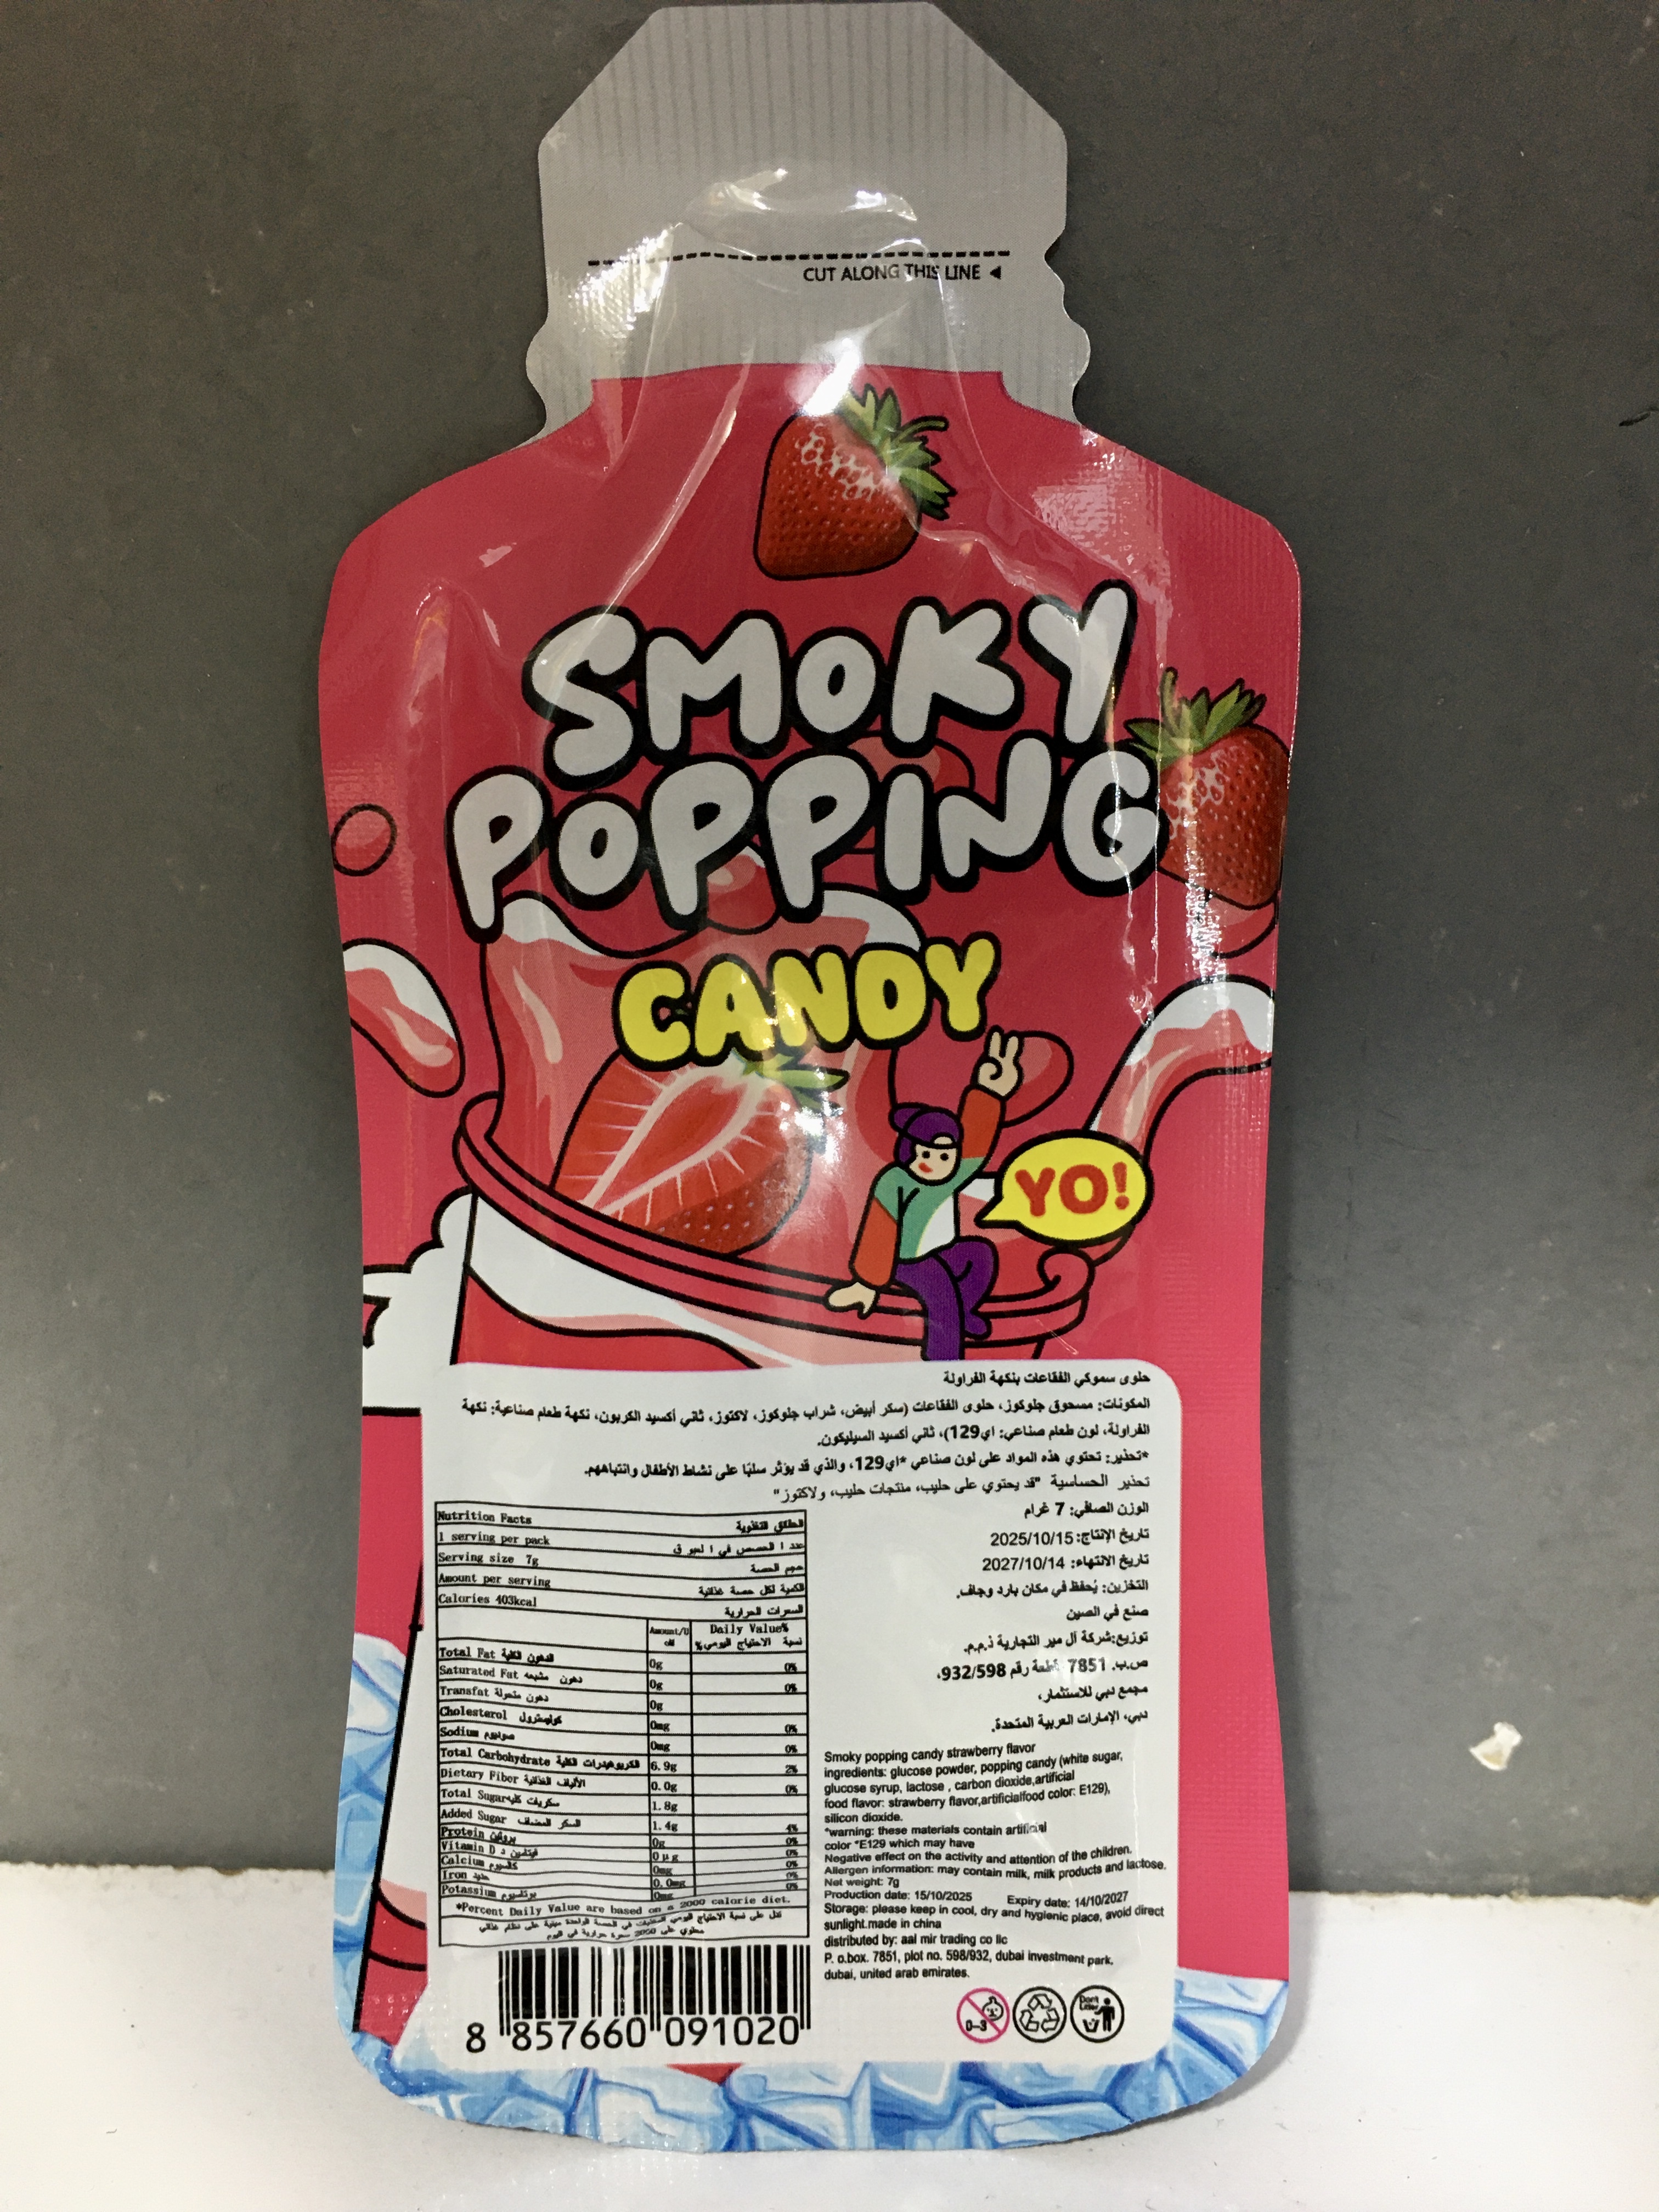 CUT ALONG THIS LINE
SMOKY
POPPING
CANDY
YO!
حلوى سموكي الفقاعات بنكهة الفراولة
المكونات: مسحوق جلوكوز، حلوى الفقاعات (سكر أبيض، شراب جلوكوز، لاكتوز، ثاني أكسيد الكربون، نكهة طعام صناعية: نكهة
الفراولة، لون طعام صناعي: اي129)، ثاني أكسيد السيليكون.
*تحذير: تحتوي هذه المواد على لون صناعي *اي129، والذي قد يؤثر سلبًا على نشاط الأطفال وانتباههم.
تحذير الحساسية "قد يحتوي على حليب، منتجات حليب، ولاكتوز"
الوزن الصافي: 7 غرام
تاريخ الإنتاج: 2025/10/15
تاريخ الانتهاء: 2027/10/14
التخزين: يُحفظ في مكان بارد وجاف.
صنع في الصين
توزيع:شركة آل مير التجارية ذ.م.م.
ص.ب. 7851 قطعة رقم 932/598،
مجمع دبي للاستثمار،
دبي، الإمارات العربية المتحدة.
Nutrition Facts
1 serving per pack
Serving size 7g حجم الحصة
Amount per serving الكمية لكل حصة غذائية
Calories 403kcal السعرات الحرارية
Amount/U Daily Value%
نسبة الاحتياج اليومي%
Total Fat الدهون الكلية 0g 0%
Saturated Fat دهون مشبعه 0g 0%
Transfat دهون متحولة 0g
Cholesterol كوليسترول 0mg 0%
Sodium صوديوم 0mg 0%
Total Carbohydrate الكربوهيدرات الكلية 6.9g 2%
Dietary Fibor الألياف الغذائية 0.0g 0%
Total Sugar سكريات كلية 1.8g
Added Sugar السكر المضاف 1.4g 4%
Protein بروتين 0g 0%
Vitamin D فيتامين د 0μg 0%
Calcium كالسيوم 0mg 0%
Iron حديد 0.0mg 0%
Potassium بوتاسيوم 0mg 0%
*Percent Daily Value are based on a 2000 calorie diet.
Smoky popping candy strawberry flavor
ingredients: glucose powder, popping candy (white sugar,
glucose syrup, lactose , carbon dioxide,artificial
food flavor: strawberry flavor,artificialfood color: E129),
silicon dioxide.
*warning: these materials contain artificial
color *E129 which may have
Negative effect on the activity and attention of the children.
Allergen information: may contain milk, milk products and lactose.
Net weight: 7g
Production date: 15/10/2025 Expiry date: 14/10/2027
Storage: please keep in cool, dry and hygienic place, avoid direct
sunlight.made in china
distributed by: aal mir trading co llc
P. o.box. 7851, plot no. 598/932, dubai investment park.
dubai, united arab emirates.
0-3
Don't
Litter
8 857660 091020